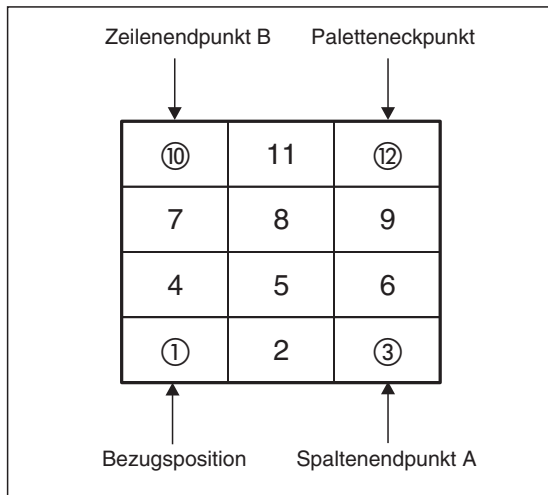 Zeilenendpunkt B Paletteneckpunkt
⑩ 11 ⑫
7 8 9
4 5 6
① 2 ③
Bezugsposition Spaltenendpunkt A